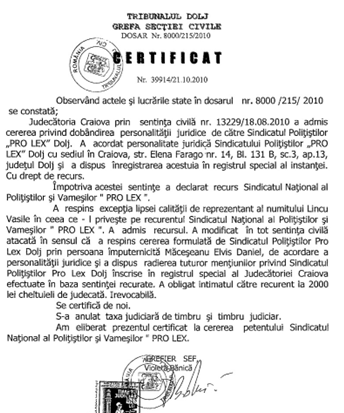 TRIBUNALUL DOLJ
GREFA SECŢIEI CIVILE
DOSAR Nr. 8000/215/ 2010
CERTIFICAT
Nr. 39914/21.10.2010
Observând actele şi lucrările state în dosarul nr. 8000 /215/ 2010
se constată;
Judecătoria Craiova prin sentinţa civilă nr. 13229/18.08.2010 a admis
cererea privind dobândirea personalităţii juridice de către Sindicatul Poliţiştilor
„PRO LEX” Dolj. A acordat personalitate juridică Sindicatului Poliţiştilor „PRO
LEX” Dolj cu sediul în Craiova, str. Elena Farago nr. 14, Bl. 131 B, sc.3, ap.13,
judeţul Dolj şi a dispus înregistrarea acestuia în registrul special al instanţei.
Cu drept de recurs.
Împotriva acestei sentinţe a declarat recurs Sindicatul Naţional al
Poliţiştilor şi Vameşilor " PRO LEX ".
A respins excepţia lipsei calităţii de reprezentant al numitului Lincu
Vasile în ceea ce - l priveşte pe recurentul Sindicatul Naţional al Poliţiştilor şi
Vameşilor " PRO LEX ". A admis recursul. A modificat în tot sentinţa civilă
atacată în sensul că a respins cererea formulată de Sindicatul Poliţiştilor Pro
Lex Dolj prin persoana împuternicită Măceşeanu Elvis Daniel, de acordare a
personalităţii juridice şi a dispus radierea tuturor menţiunilor privind Sindicatul
Poliţiştilor Pro Lex Dolj înscrise în registrul special al Judecătoriei Craiova
efectuate în baza sentinţei recurate. A obligat intimatul către recurent la 2000
lei cheltuieli de judecată. Irevocabilă.
Se certifică de noi.
S-a anulat taxa judiciară de timbru şi timbru judiciar.
Am eliberat prezentul certificat la cererea petentului Sindicatul
Naţional al Poliţiştilor şi Vameşilor " PRO LEX.
GREFIER ŞEF,
Violeta Bănică